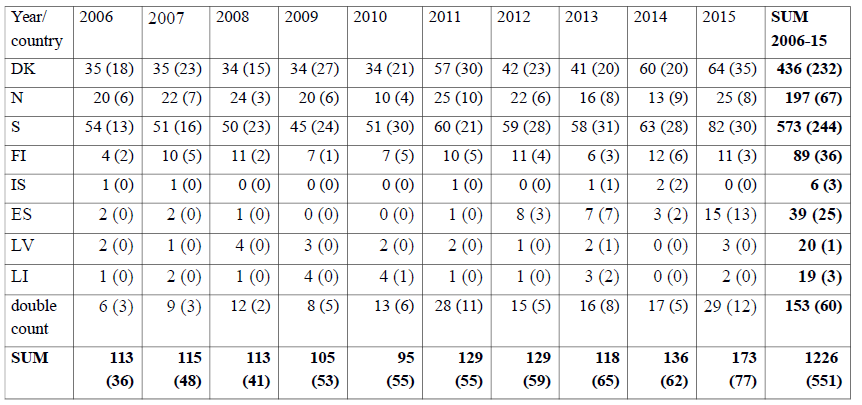 Year/ 2006 2007 2008 2009 2010 2011 2012 2013 2014 2015 SUM
country 2006-15
DK 35 (18) 35 (23) 34 (15) 34 (27) 34 (21) 57 (30) 42 (23) 41 (20) 60 (20) 64 (35) 436 (232)
N 20 (6) 22 (7) 24 (3) 20 (6) 10 (4) 25 (10) 22 (6) 16 (8) 13 (9) 25 (8) 197 (67)
S 54 (13) 51 (16) 50 (23) 45 (24) 51 (30) 60 (21) 59 (28) 58 (31) 63 (28) 82 (30) 573 (244)
FI 4 (2) 10 (5) 11 (2) 7 (1) 7 (5) 10 (5) 11 (4) 6 (3) 12 (6) 11 (3) 89 (36)
IS 1 (0) 1 (0) 0 (0) 0 (0) 0 (0) 1 (0) 0 (0) 1 (1) 2 (2) 0 (0) 6 (3)
ES 2 (0) 2 (0) 1 (0) 0 (0) 0 (0) 1 (0) 8 (3) 7 (7) 3 (2) 15 (13) 39 (25)
LV 2 (0) 1 (0) 4 (0) 3 (0) 2 (0) 2 (0) 1 (0) 2 (1) 0 (0) 3 (0) 20 (1)
LI 1 (0) 2 (0) 1 (0) 4 (0) 4 (1) 1 (0) 1 (0) 3 (2) 0 (0) 2 (0) 19 (3)
double 6 (3) 9 (3) 12 (2) 8 (5) 13 (6) 28 (11) 15 (5) 16 (8) 17 (5) 29 (12) 153 (60)
count
SUM 113 115 113 105 95 129 129 118 136 173 1226
(36) (48) (41) (53) (55) (55) (59) (65) (62) (77) (551)